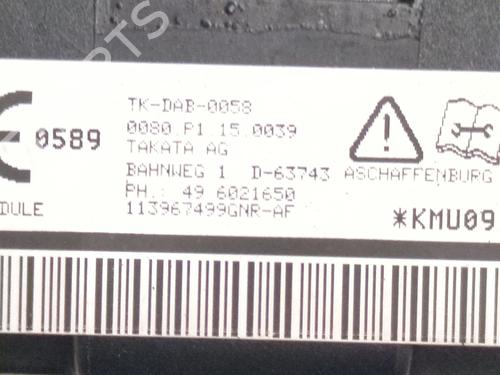 TK-DAB-0058
0589
0080.P1.15.0039
TAKATA AG
BAHNWEG 1 D-63743 ASCHAFFENBURG
PH.: 49 6021650
DULE
113967499GNR-AF
*KMU09